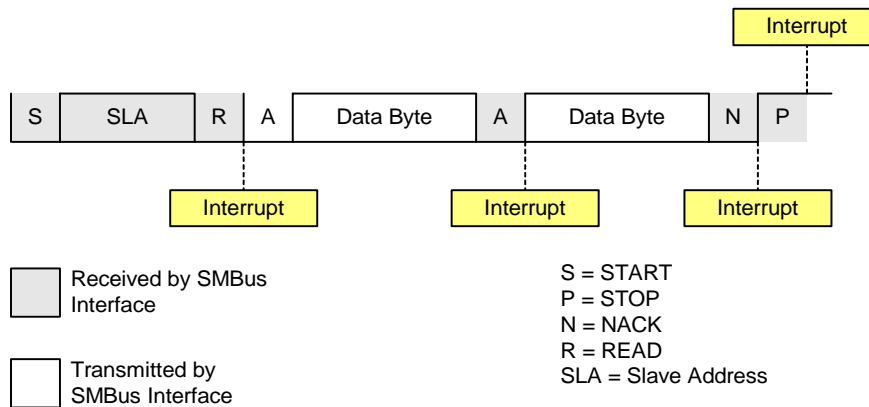 Interrupt
S SLA R A Data Byte A Data Byte N P
Interrupt Interrupt Interrupt
Received by SMBus
Interface
Transmitted by
SMBus Interface
S = START
P = STOP
N = NACK
R = READ
SLA = Slave Address